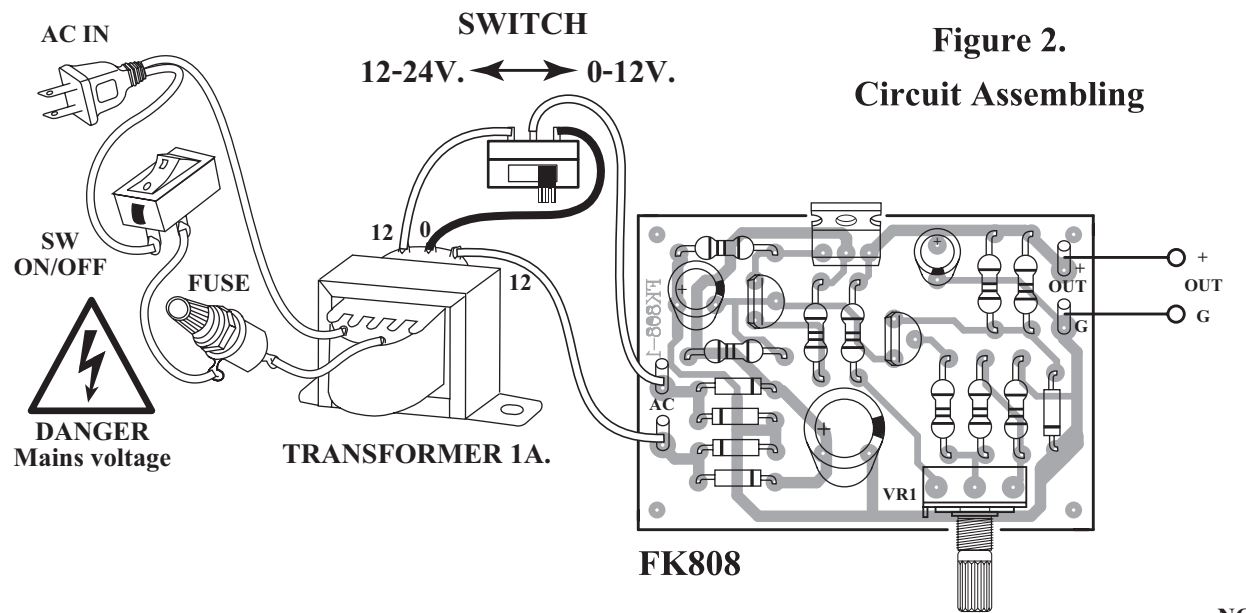 AC IN
SWITCH
12-24V. 0-12V.
Figure 2.
Circuit Assembling
SW
ON/OFF
FUSE
12 0
12
DANGER
Mains voltage
TRANSFORMER 1A.
FK808-1
AC
+
+
+
+
OUT
G
+
OUT
G
VR1
FK808